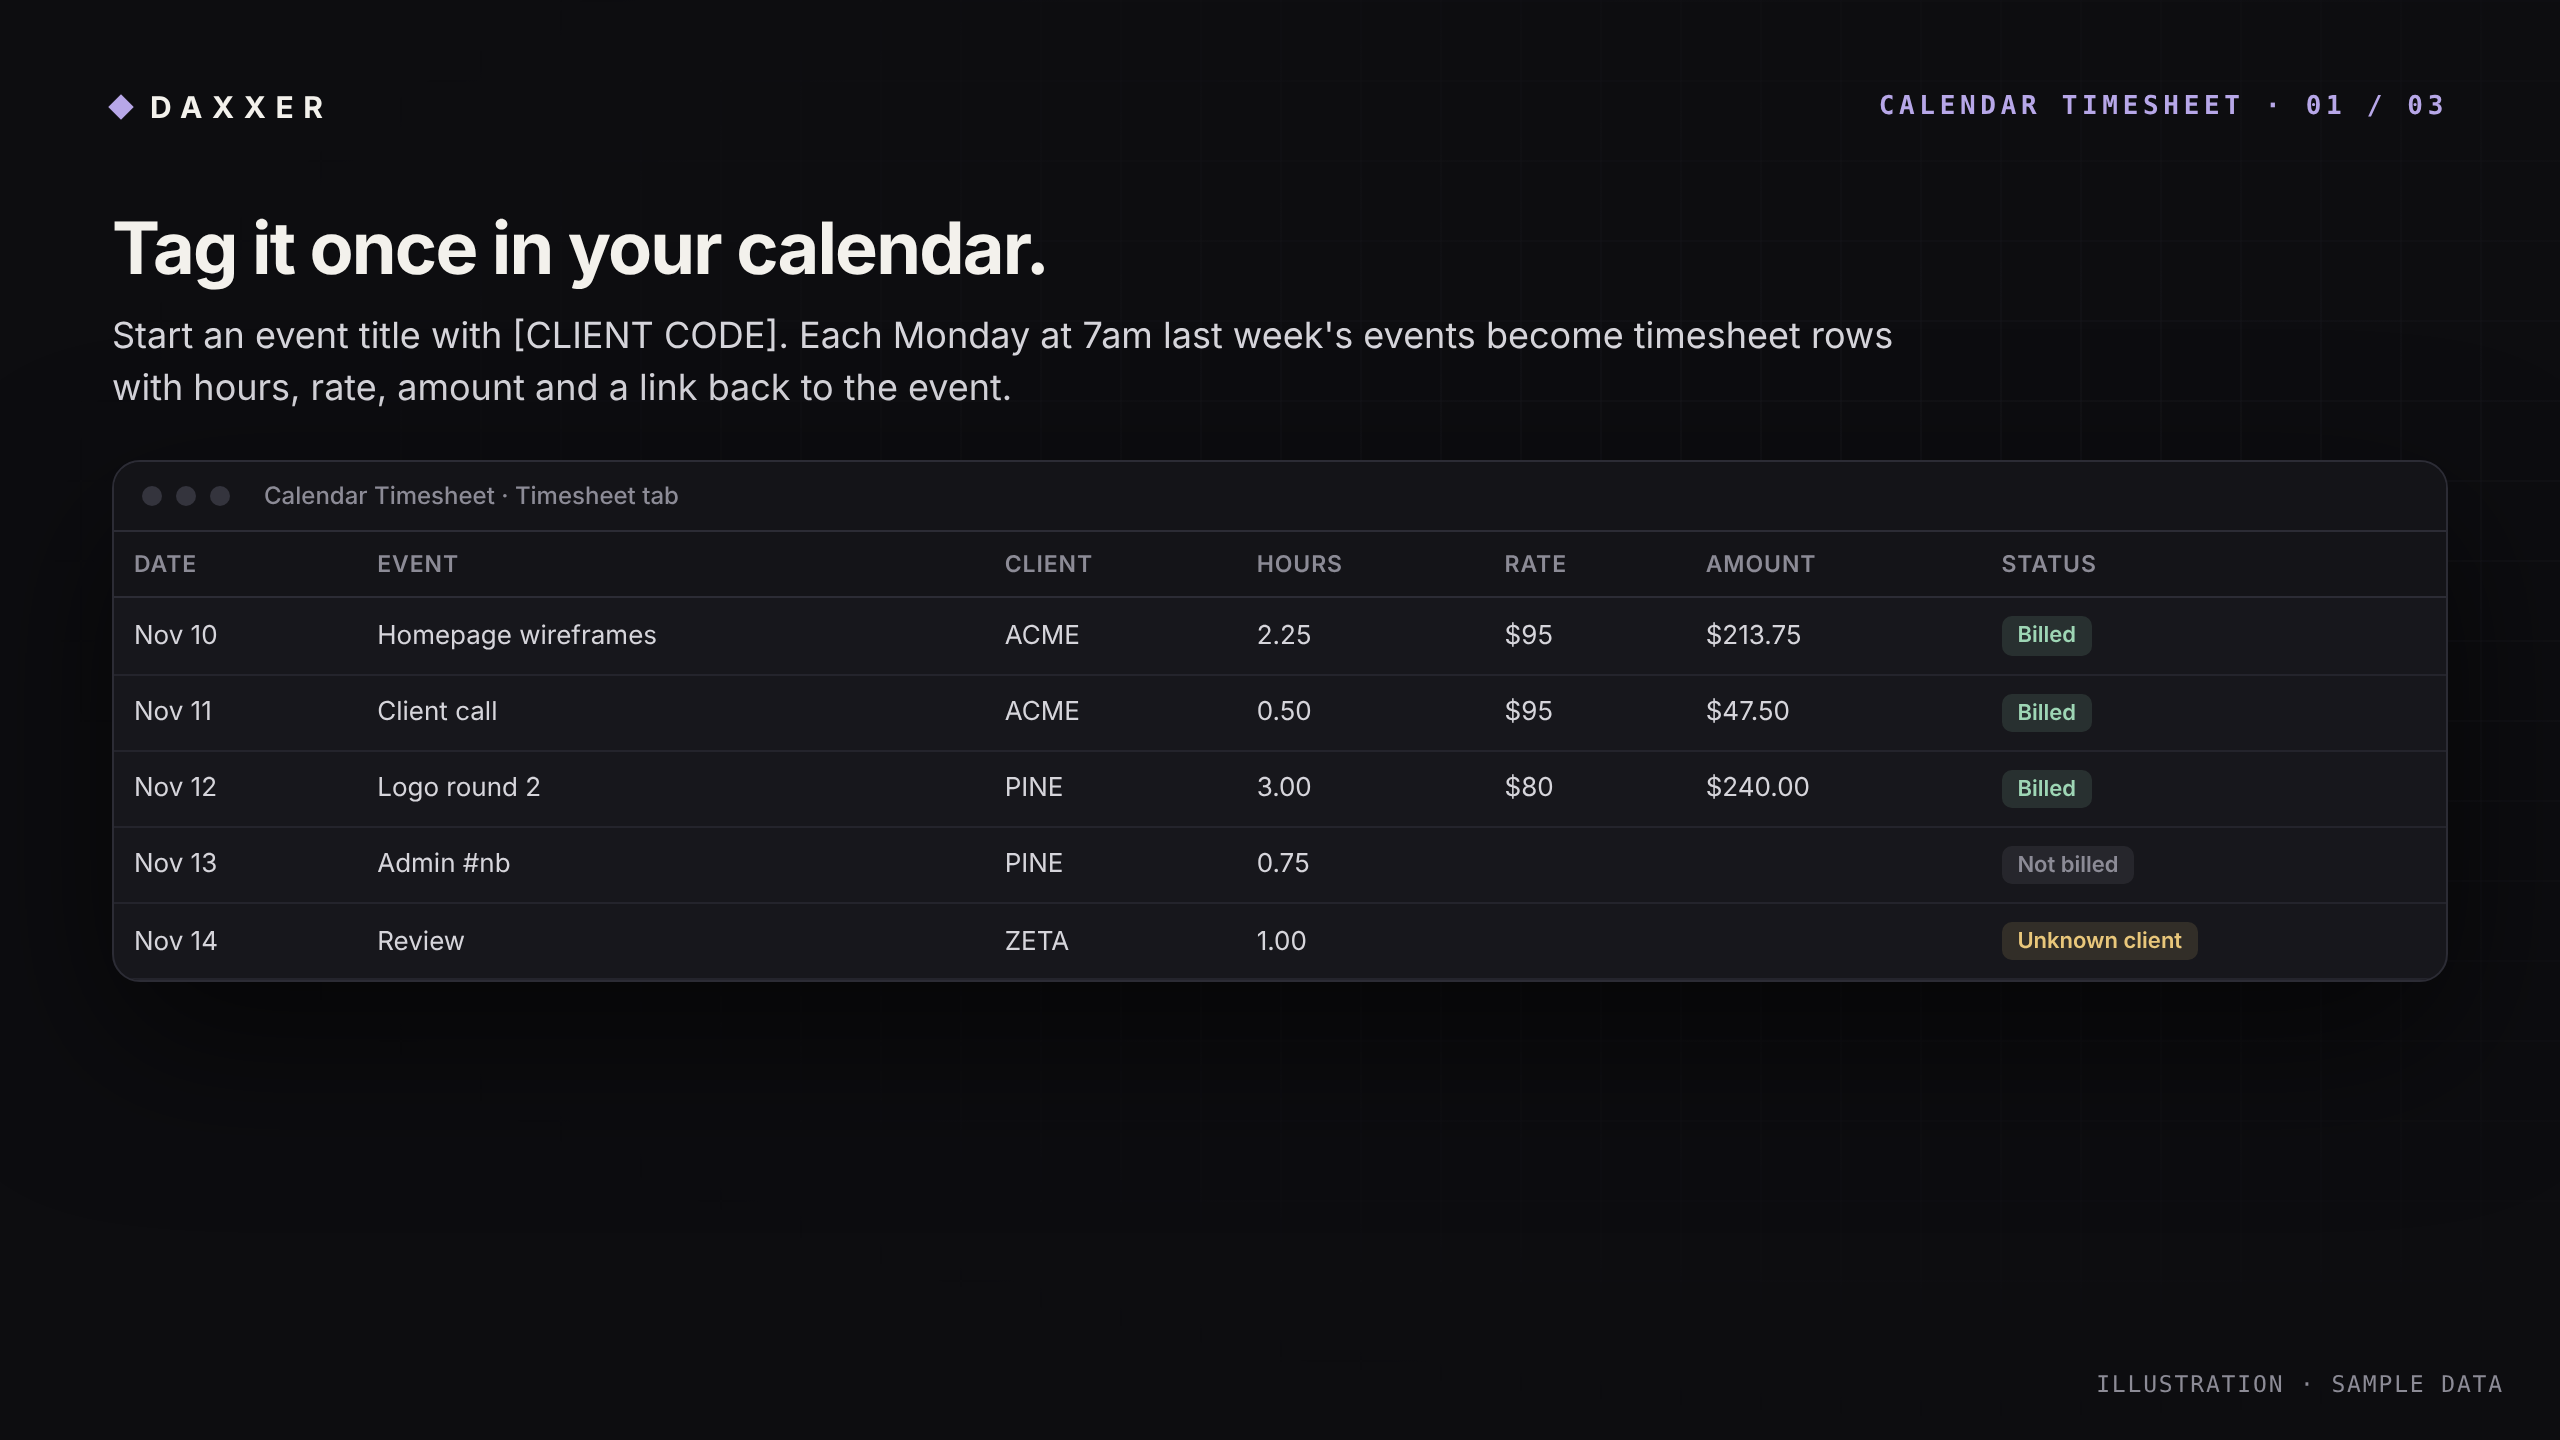 DAXXER
CALENDAR TIMESHEET · 01 / 03
Tag it once in your calendar.
Start an event title with [CLIENT CODE]. Each Monday at 7am last week's events become timesheet rows
with hours, rate, amount and a link back to the event.
Calendar Timesheet · Timesheet tab
DATE EVENT CLIENT HOURS RATE AMOUNT STATUS
Nov 10 Homepage wireframes ACME 2.25 $95 $213.75 Billed
Nov 11 Client call ACME 0.50 $95 $47.50 Billed
Nov 12 Logo round 2 PINE 3.00 $80 $240.00 Billed
Nov 13 Admin #nb PINE 0.75 Not billed
Nov 14 Review ZETA 1.00 Unknown client
ILLUSTRATION · SAMPLE DATA